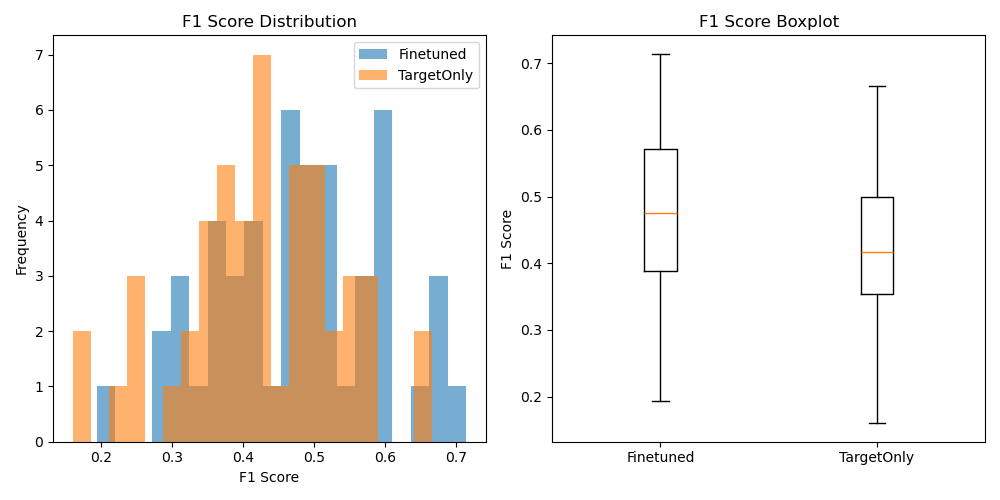 F1 Score Distribution
Finetuned
TargetOnly
Frequency
7
6
5
4
3
2
1
0
0.2 0.3 0.4 0.5 0.6 0.7
F1 Score
F1 Score Boxplot
F1 Score
0.7
0.6
0.5
0.4
0.3
0.2
Finetuned TargetOnly